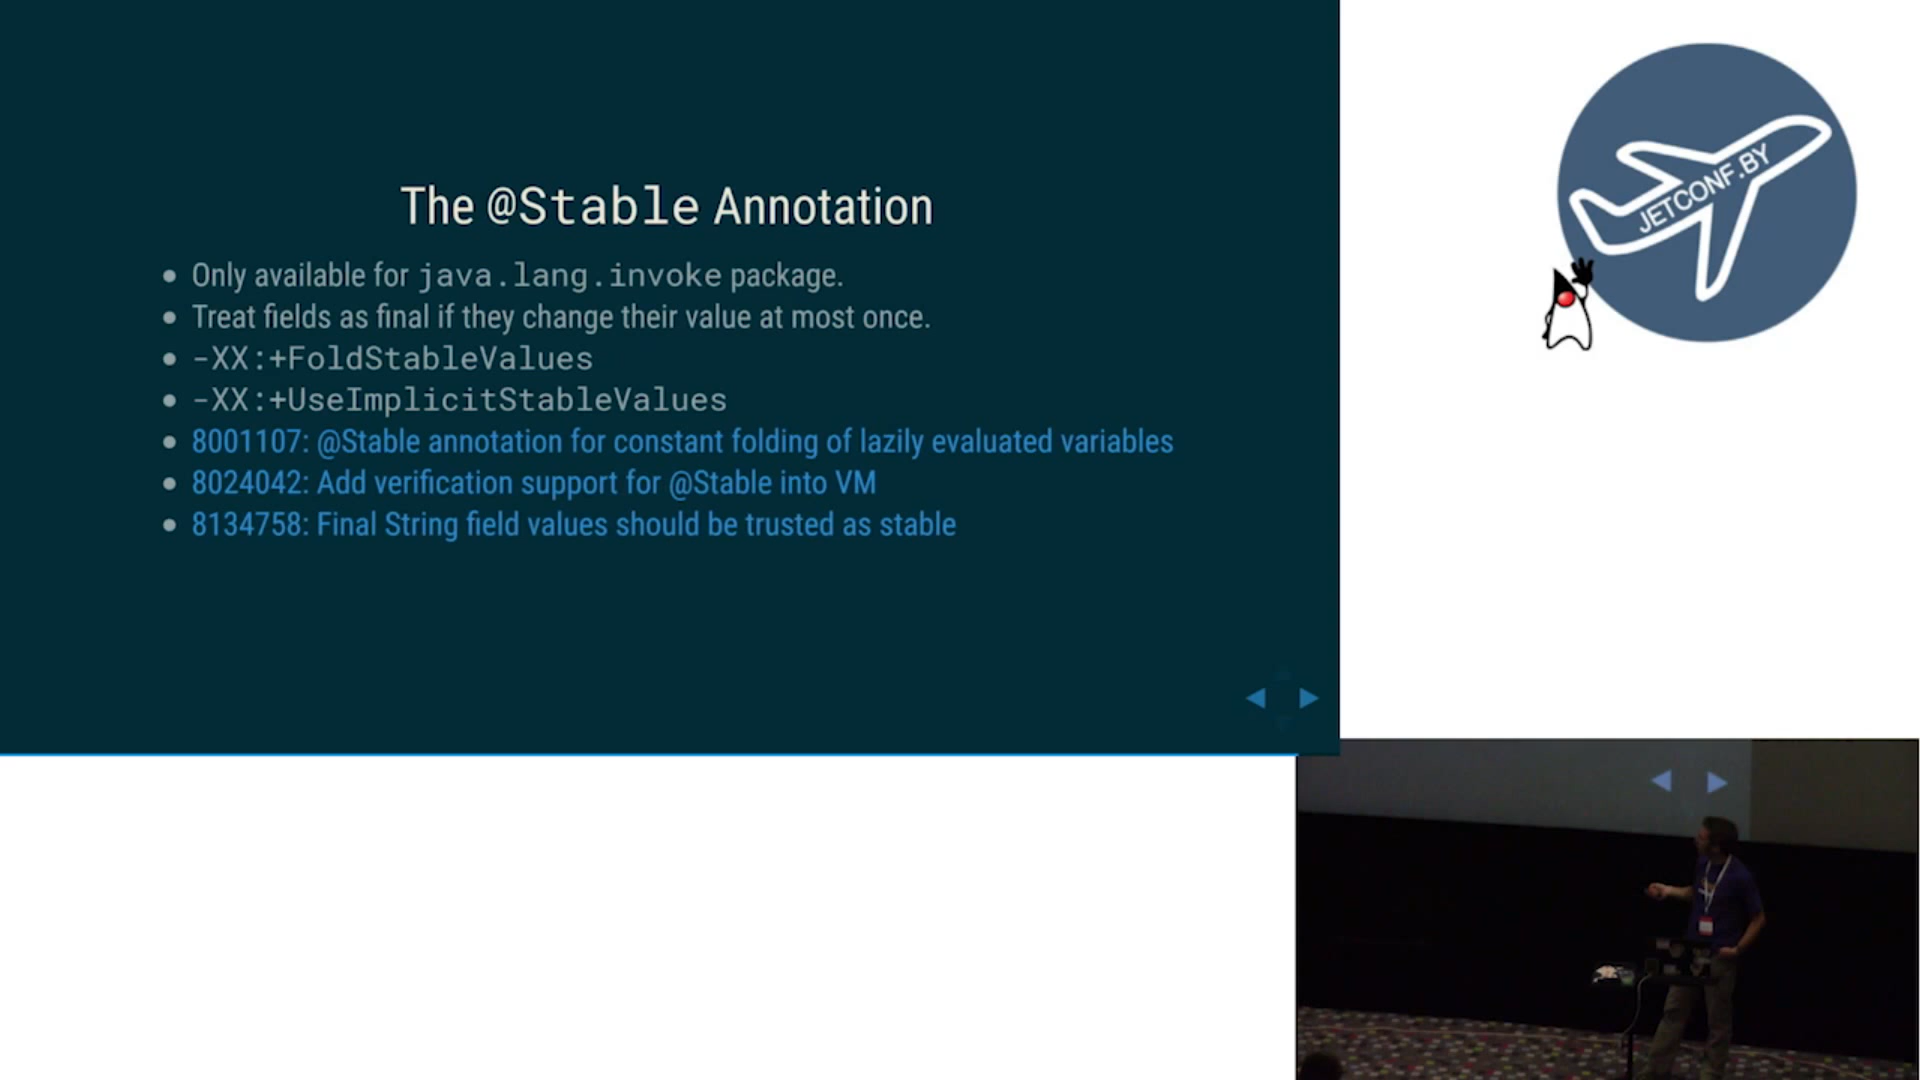 The @Stable Annotation
Only available for java.lang.invoke package.
Treat fields as final if they change their value at most once.
-XX:+FoldStableValues
-XX:+UseImplicitStableValues
8001107: @Stable annotation for constant folding of lazily evaluated variables
8024042: Add verification support for @Stable into VM
8134758: Final String field values should be trusted as stable
JETCONF.BY